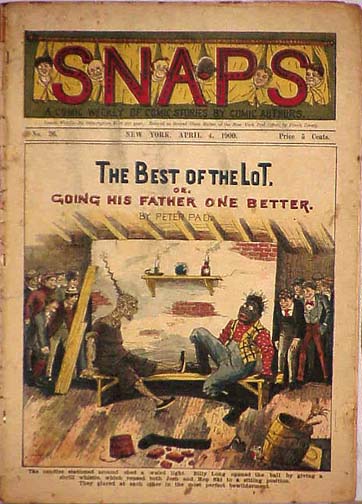 SNAPS
A COMIC WEEKLY OF COMIC STORIES BY COMIC AUTHORS.
No. 26. NEW YORK, APRIL 4, 1900. Price 5 Cents.
THE BEST OF THE LOT.
OR,
GOING HIS FATHER ONE BETTER.
BY PETER PAD.
The candles stationed around shed a weird light. Billy Long opened the ball by giving a
shrill whistle, which roused both Josh and Hop Ski to a sitting position.
They glared at each other in the most perfect bewilderment.